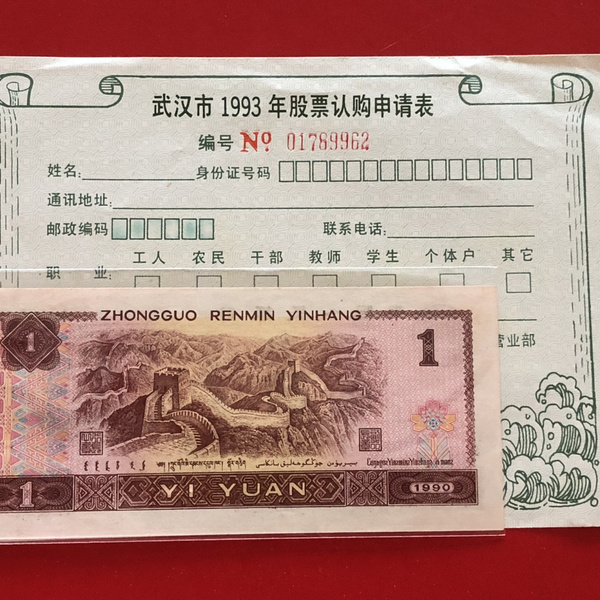 武汉市 1993 年股票认购申请表
编号 Nº 01789962
姓名: 身份证号码
通讯地址:
邮政编码 联系电话:
职 业: 工人 农民 干部 教师 学生 个体户 其它
营业部
ZHONGGUO RENMIN YINHANG
1 1
1 YI YUAN 1990